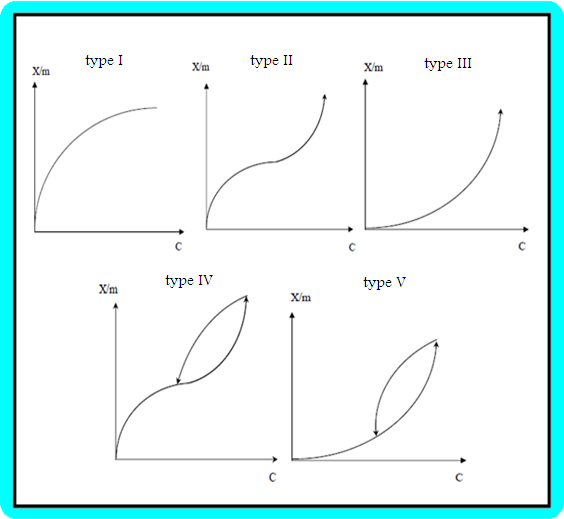 type I
X/m
C
type II
X/m
C
type III
X/m
C
type IV
X/m
C
type V
X/m
C